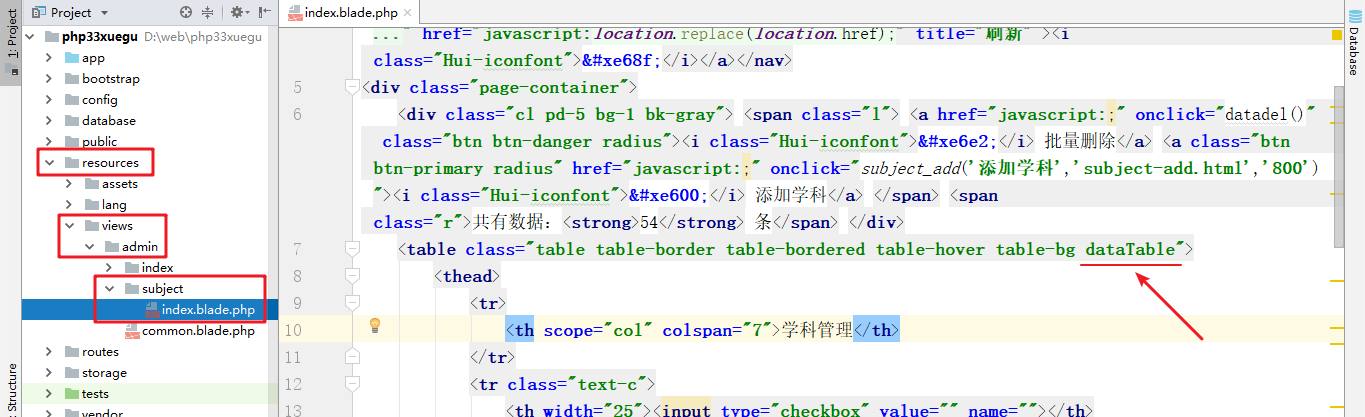 1: Project
Structure
Project
php33xuegu D:\web\php33xuegu
app
bootstrap
config
database
public
resources
assets
lang
views
admin
index
subject
index.blade.php
common.blade.php
routes
storage
tests
vendor
index.blade.php ×
..." href="javascript:location.replace(location.href);" title="刷新" ><i
class="Hui-iconfont">&#xe68f;</i></a></nav>
5 <div class="page-container">
6 <div class="cl pd-5 bg-1 bk-gray"> <span class="l"> <a href="javascript:;" onclick="datadel()"
class="btn btn-danger radius"><i class="Hui-iconfont">&#xe6e2;</i> 批量删除</a> <a class="btn
btn-primary radius" href="javascript:;" onclick="subject_add('添加学科','subject-add.html','800')
"><i class="Hui-iconfont">&#xe600;</i> 添加学科</a> </span> <span
class="r">共有数据：<strong>54</strong> 条</span> </div>
7 <table class="table table-border table-bordered table-hover table-bg dataTable">
8 <thead>
9 <tr>
10 <th scope="col" colspan="7">学科管理</th>
11 </tr>
12 <tr class="text-c">
13 <th width="25"><input type="checkbox" value="" name=""></th>
Database